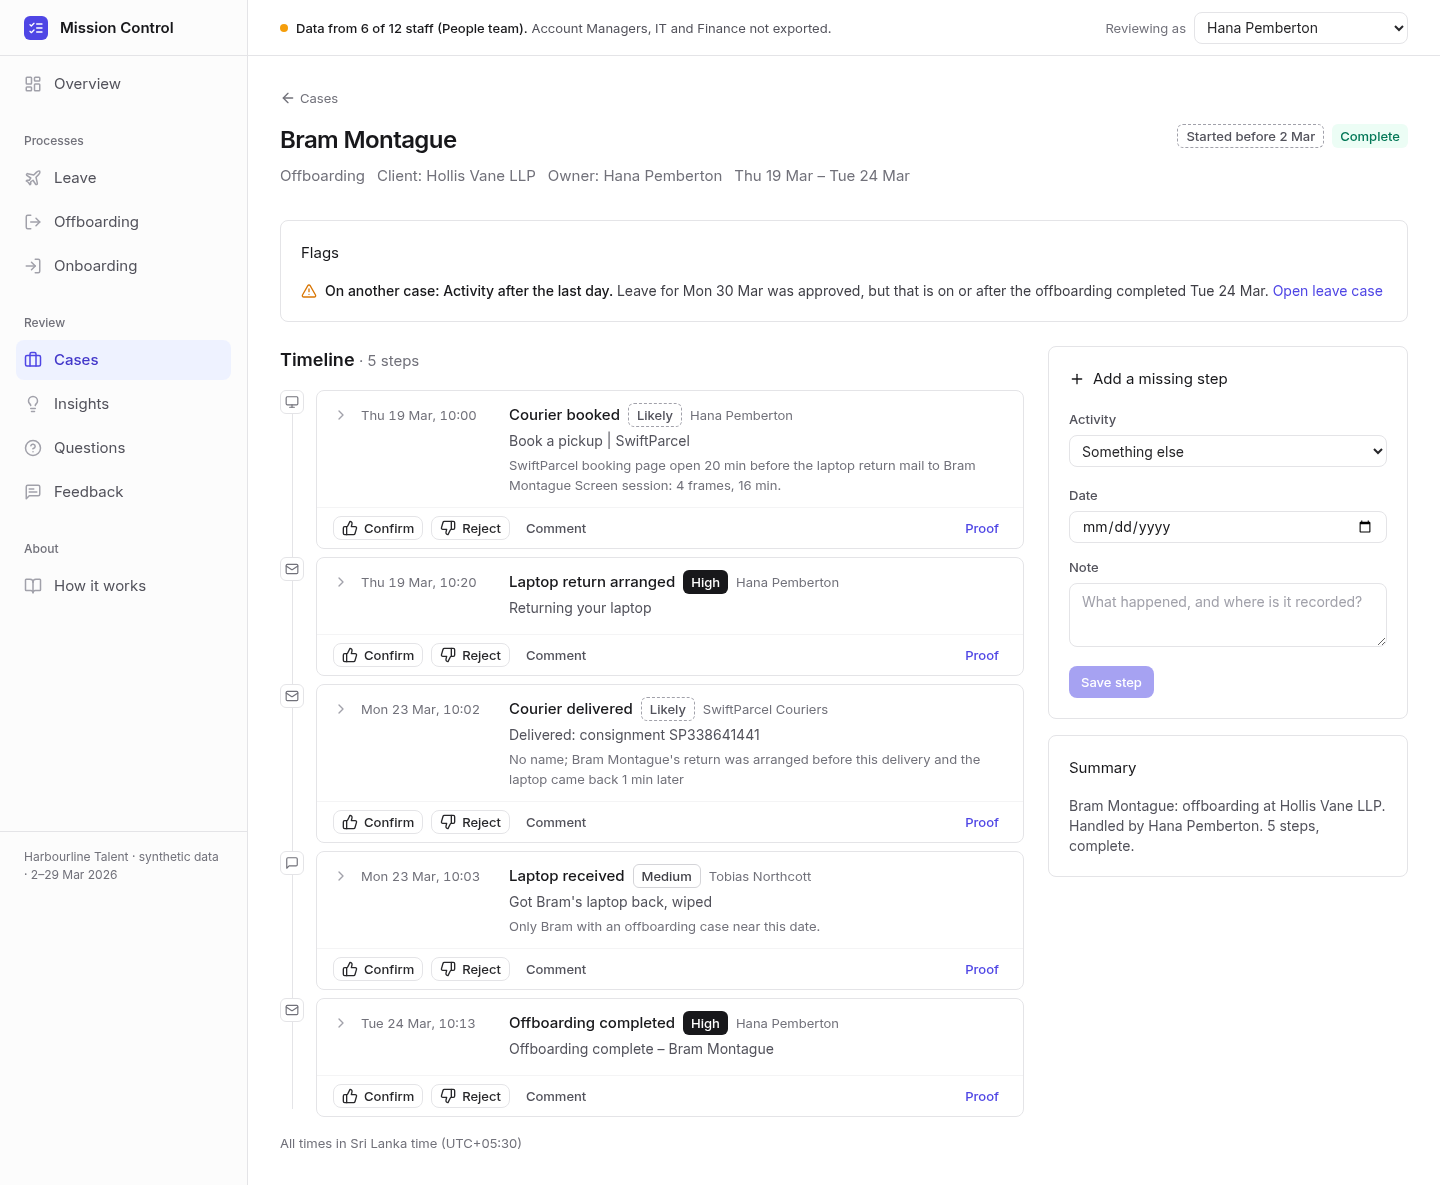 Mission Control
Data from 6 of 12 staff (People team). Account Managers, IT and Finance not exported.
Reviewing as
Hana Pemberton
Overview
Processes
Leave
Offboarding
Onboarding
Review
Cases
Insights
Questions
Feedback
About
How it works
Harbourline Talent · synthetic data
· 2–29 Mar 2026
Cases
Bram Montague
Started before 2 Mar
Complete
Offboarding Client: Hollis Vane LLP Owner: Hana Pemberton Thu 19 Mar – Tue 24 Mar
Flags
On another case: Activity after the last day. Leave for Mon 30 Mar was approved, but that is on or after the offboarding completed Tue 24 Mar. Open leave case
Timeline · 5 steps
Thu 19 Mar, 10:00 Courier booked Likely Hana Pemberton
Book a pickup | SwiftParcel
SwiftParcel booking page open 20 min before the laptop return mail to Bram
Montague Screen session: 4 frames, 16 min.
Confirm Reject Comment Proof
Thu 19 Mar, 10:20 Laptop return arranged High Hana Pemberton
Returning your laptop
Confirm Reject Comment Proof
Mon 23 Mar, 10:02 Courier delivered Likely SwiftParcel Couriers
Delivered: consignment SP338641441
No name; Bram Montague's return was arranged before this delivery and the
laptop came back 1 min later
Confirm Reject Comment Proof
Mon 23 Mar, 10:03 Laptop received Medium Tobias Northcott
Got Bram's laptop back, wiped
Only Bram with an offboarding case near this date.
Confirm Reject Comment Proof
Tue 24 Mar, 10:13 Offboarding completed High Hana Pemberton
Offboarding complete – Bram Montague
Confirm Reject Comment Proof
All times in Sri Lanka time (UTC+05:30)
Add a missing step
Activity
Something else
Date
mm/dd/yyyy
Note
What happened, and where is it recorded?
Save step
Summary
Bram Montague: offboarding at Hollis Vane LLP.
Handled by Hana Pemberton. 5 steps,
complete.